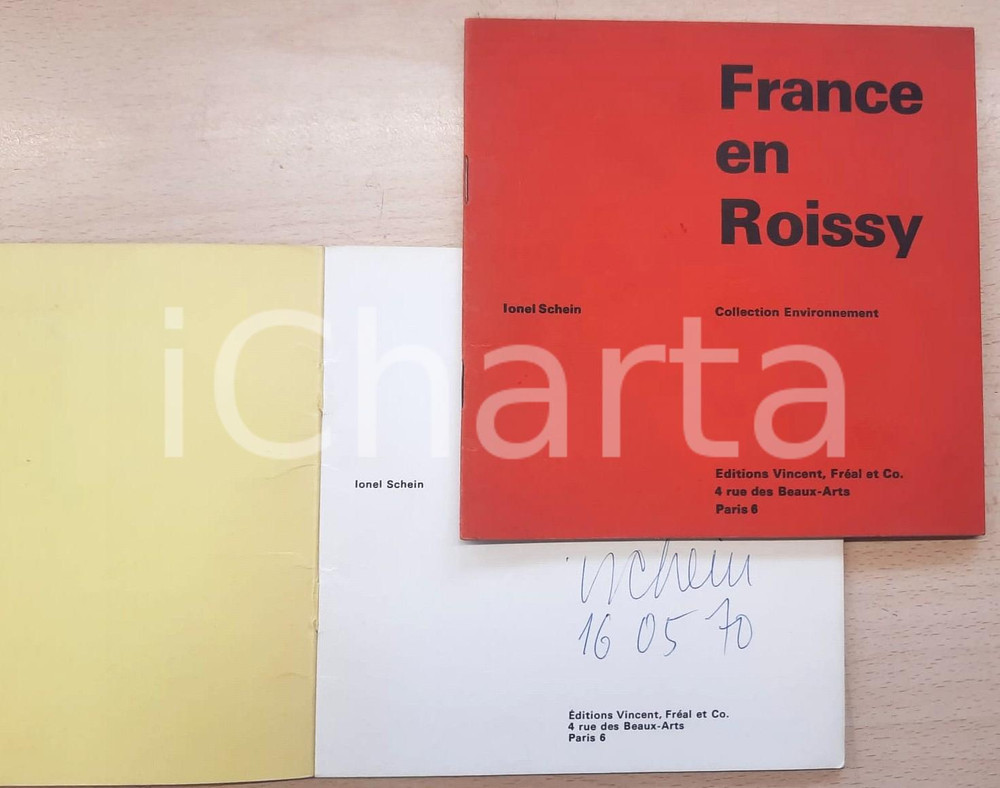 France
en
Roissy
Ionel Schein
Collection Environnement
Editions Vincent, Fréal et Co.
4 rue des Beaux-Arts
Paris 6
iCharta
Ionel Schein
ischein
16 05 70
Éditions Vincent, Fréal et Co.
4 rue des Beaux-Arts
Paris 6